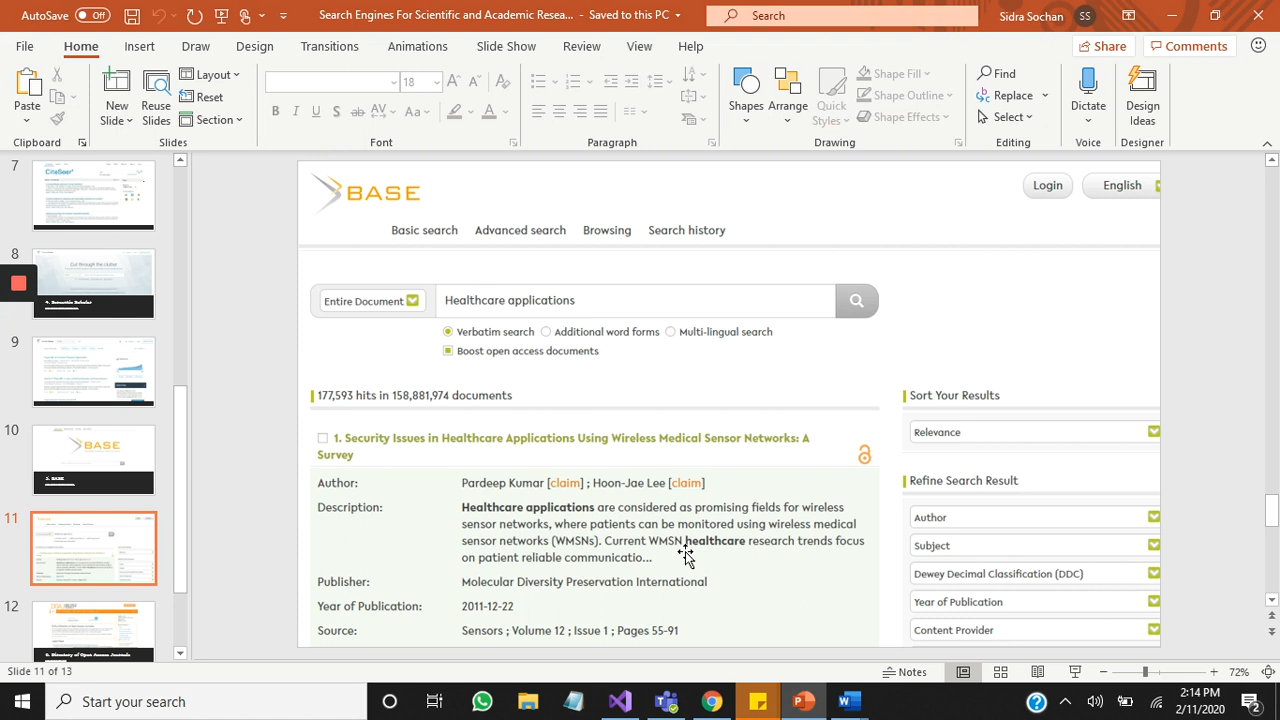 AutoSave Off
Search Engines For Scientific and Academic Resea... - Saved to this PC
Search
Sidra Sochan SS
File Home Insert Draw Design Transitions Animations Slide Show Review View Help
Share Comments
Paste
New Slide
Reuse Slides
Layout
Reset
Section
18
B I U S ab AV Aa A
Shapes Arrange Quick Styles
Shape Fill
Shape Outline
Shape Effects
Find
Replace
Select
Dictate
Design Ideas
Clipboard Slides Font Paragraph Drawing Editing Voice Designer
7
8
9
10
BASE
11
12
6. Directory of Open Access Journals
BASE
Login English
Basic search Advanced search Browsing Search history
Entire Document Healthcare applications
Verbatim search Additional word forms Multi-lingual search
Boost open access documents
177,593 hits in 158,881,974 documents
1. Security Issues in Healthcare Applications Using Wireless Medical Sensor Networks: A
Survey
Author: Pardeep Kumar [claim] ; Hoon-Jae Lee [claim]
Description: Healthcare applications are considered as promising fields for wireless
sensor networks, where patients can be monitored using wireless medical
sensor networks (WMSNs). Current WMSN healthcare research trends focus
on patient reliable communicatio...
Publisher: Molecular Diversity Preservation International
Year of Publication: 2011-12-22
Source: Sensors ; Volume 12 ; Issue 1 ; Pages 55-91
Sort Your Results
Relevance
Refine Search Result
Author
Subject
Dewey Decimal Classification (DDC)
Year of Publication
Content Provider
Slide 11 of 13
Notes
72%
Start your search
2:14 PM
2/11/2020
2